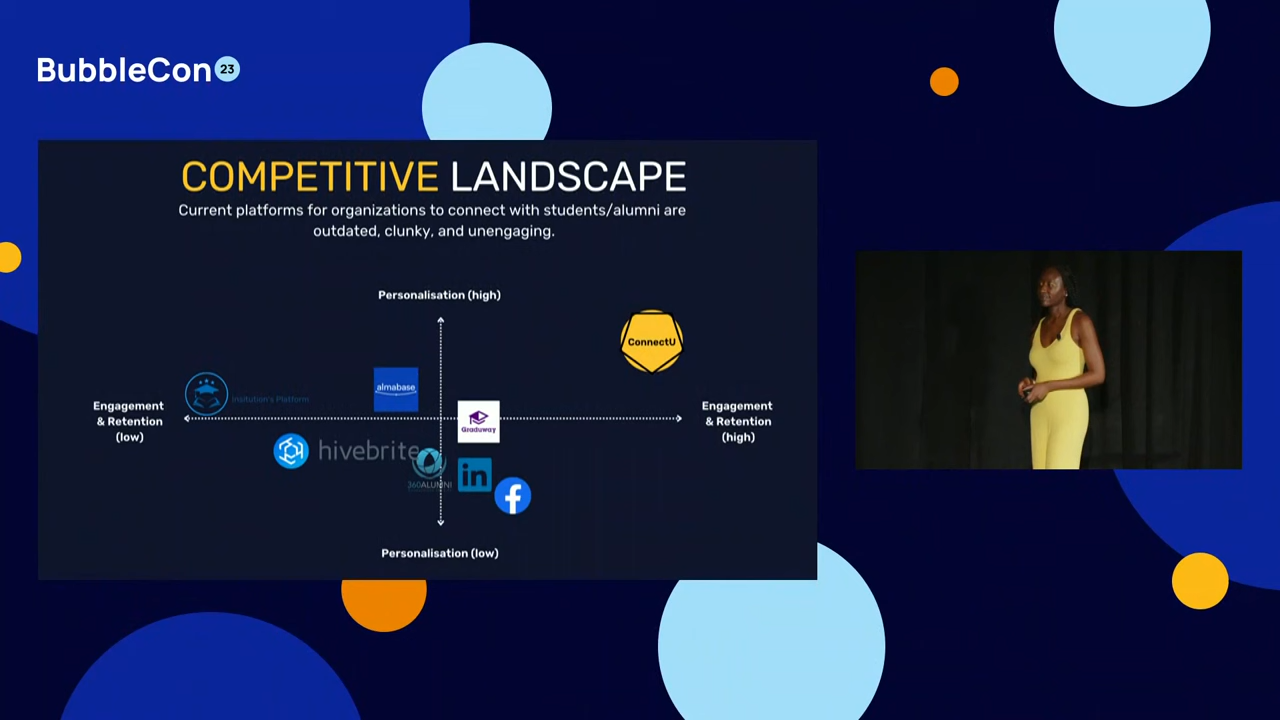 BubbleCon 23
COMPETITIVE LANDSCAPE
Current platforms for organizations to connect with students/alumni are
outdated, clunky, and unengaging.
Personalisation (high)
ConnectU
almabase
Insitution's Platform
Engagement
& Retention
(low)
Graduway
Engagement
& Retention
(high)
hivebrite
360ALUMNI
in
f
Personalisation (low)